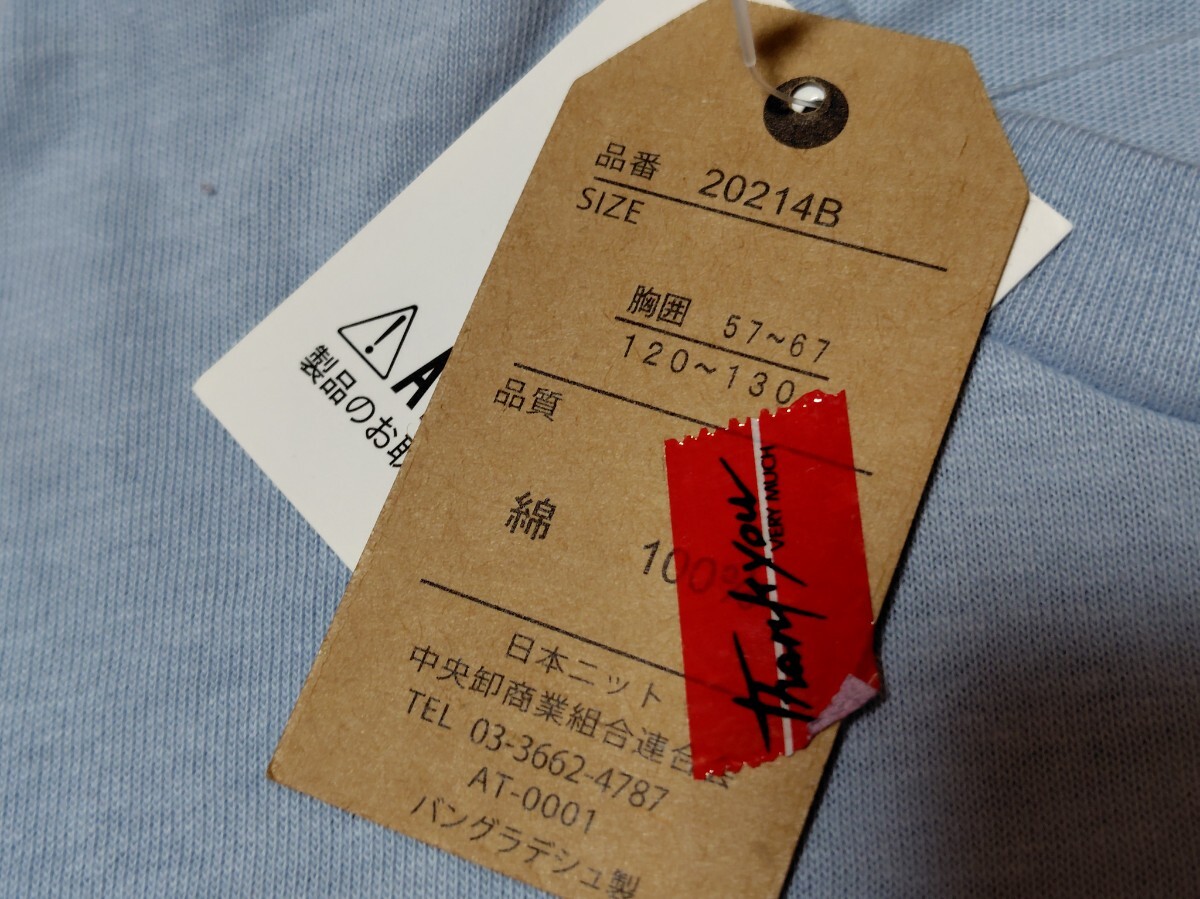 品番 20214B
SIZE
胸囲 57~67
120~130
品質
綿 100%
日本ニット
中央卸商業組合連合会
TEL 03-3662-4787
AT-0001
バングラデシュ製
Thank you
VERY MUCH
⚠A
製品のお取